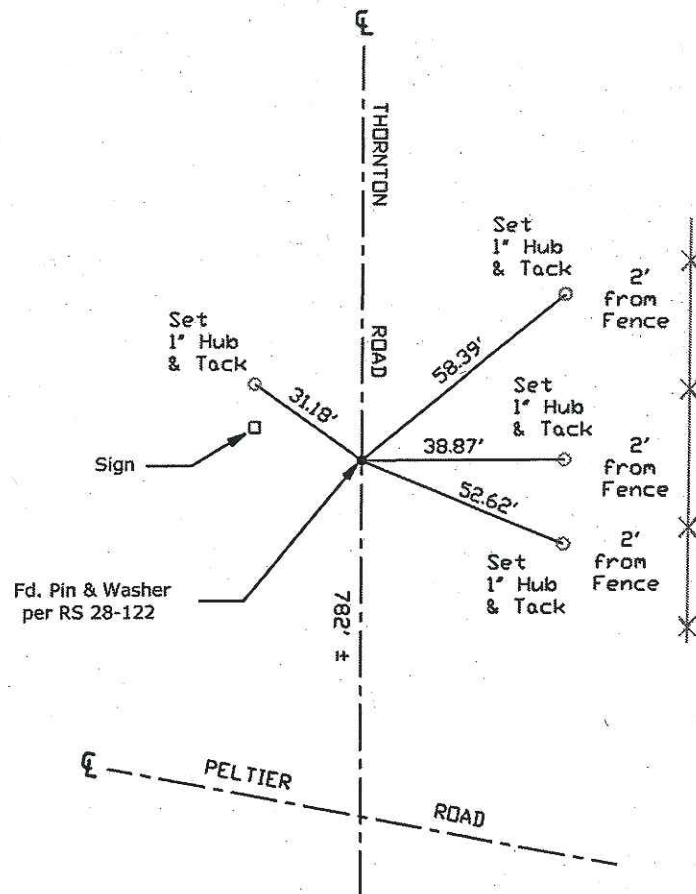 ℄
THORNTON ROAD
Set
1" Hub
& Tack
2'
from
Fence
58.39'
Set
1" Hub
& Tack
31.18'
Set
1" Hub
& Tack
38.87'
2'
from
Fence
Sign
52.62'
2'
from
Fence
Set
1" Hub
& Tack
Fd. Pin & Washer
per RS 28-122
782' ±
℄
PELTIER ROAD